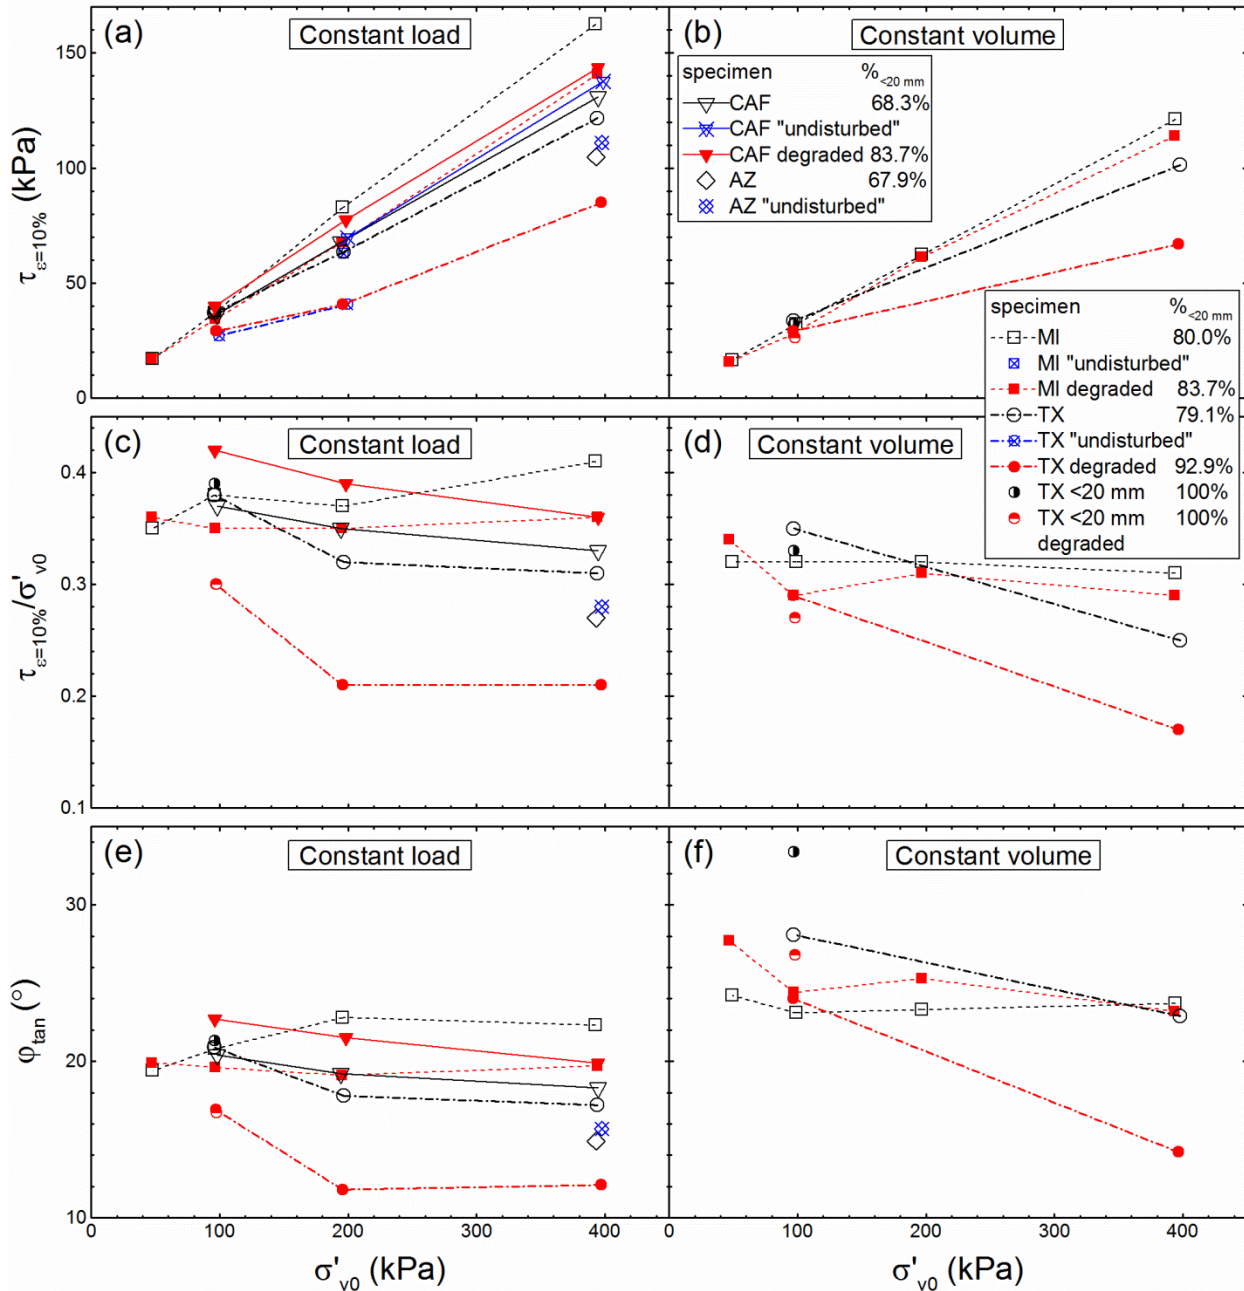 (a) Constant load
(b) Constant volume
150
100
50
0
τε=10% (kPa)
specimen %<20 mm
CAF 68.3%
CAF "undisturbed"
CAF degraded 83.7%
AZ 67.9%
AZ "undisturbed"
specimen %<20 mm
MI 80.0%
MI "undisturbed"
MI degraded 83.7%
TX 79.1%
TX "undisturbed"
TX degraded 92.9%
TX <20 mm 100%
TX <20 mm 100%
degraded
(c) Constant load
(d) Constant volume
0.4
0.3
0.2
0.1
τε=10%/σ'v0
(e) Constant load
(f) Constant volume
30
20
10
φtan (°)
0 100 200 300 400
0 100 200 300 400
σ'v0 (kPa)
σ'v0 (kPa)